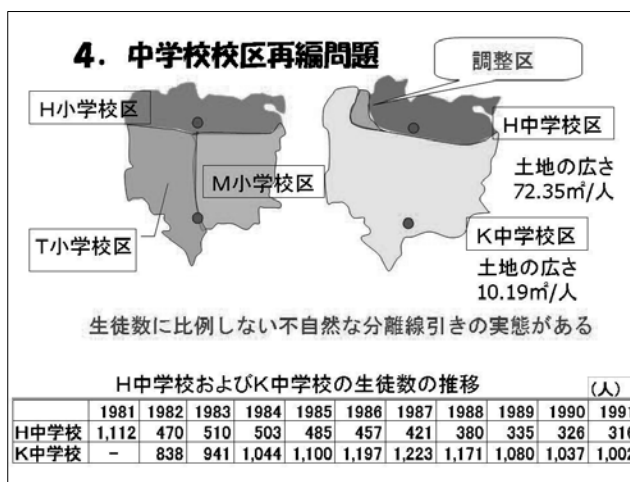 4．中学校校区再編問題
調整区
H小学校区
H中学校区
土地の広さ
72.35㎡/人
M小学校区
T小学校区
K中学校区
土地の広さ
10.19㎡/人
生徒数に比例しない不自然な分離線引きの実態がある
H中学校およびK中学校の生徒数の推移 (人)
1981 1982 1983 1984 1985 1986 1987 1988 1989 1990 1991
H中学校 1,112 470 510 503 485 457 421 380 335 326 316
K中学校 － 838 941 1,044 1,100 1,197 1,223 1,171 1,080 1,037 1,002